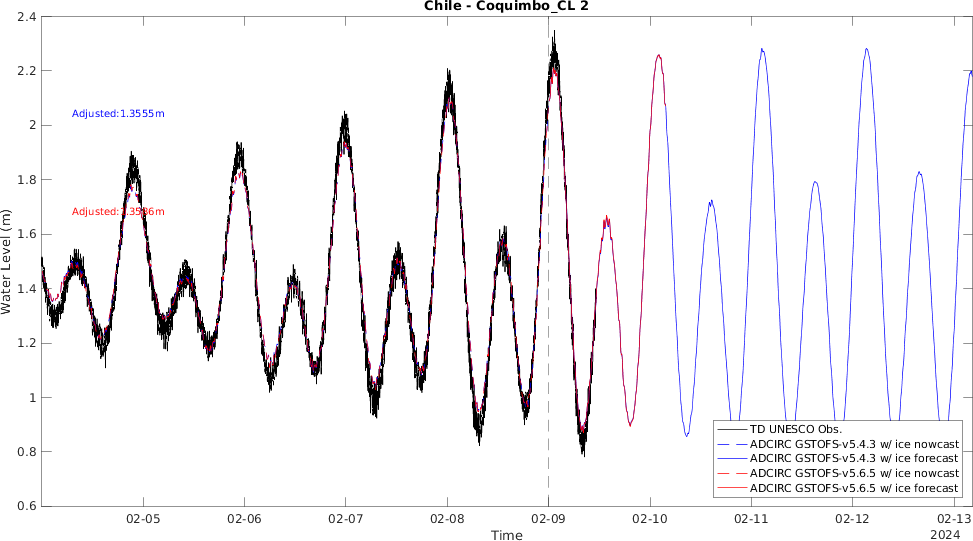 Chile - Coquimbo_CL 2
2.4
2.2
2
1.8
1.6
1.4
1.2
1
0.8
0.6
Water Level (m)
Adjusted:1.3555m
Adjusted:1.3536m
TD UNESCO Obs.
ADCIRC GSTOFS-v5.4.3 w/ ice nowcast
ADCIRC GSTOFS-v5.4.3 w/ ice forecast
ADCIRC GSTOFS-v5.6.5 w/ ice nowcast
ADCIRC GSTOFS-v5.6.5 w/ ice forecast
02-05 02-06 02-07 02-08 02-09 02-10 02-11 02-12 02-13
Time
2024